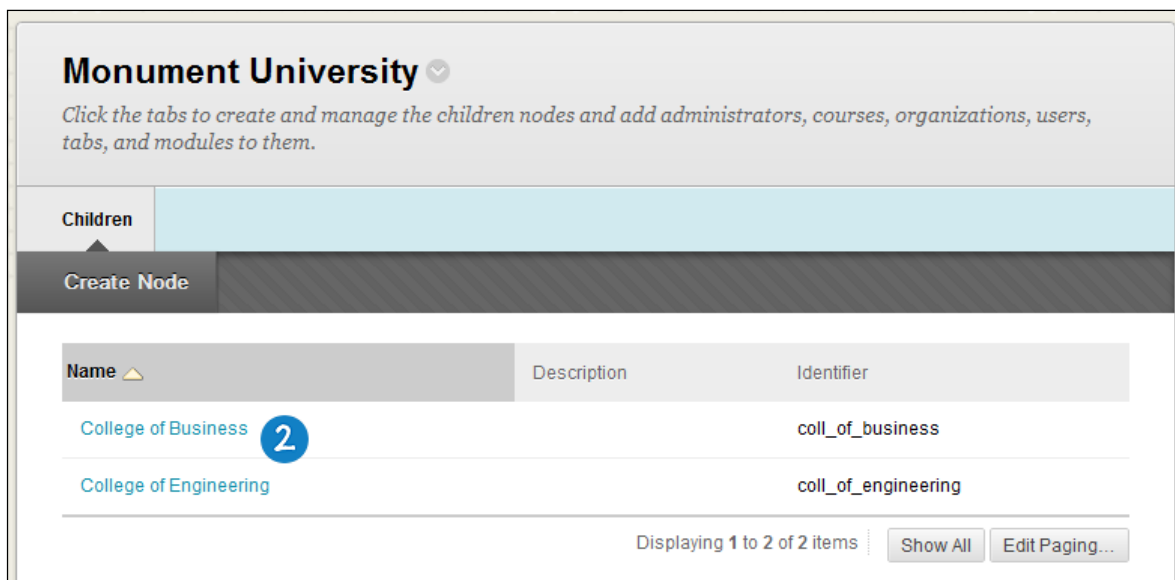 Monument University
Click the tabs to create and manage the children nodes and add administrators, courses, organizations, users,
tabs, and modules to them.
Children
Create Node
Name Description Identifier
College of Business 2 coll_of_business
College of Engineering coll_of_engineering
Displaying 1 to 2 of 2 items Show All Edit Paging...